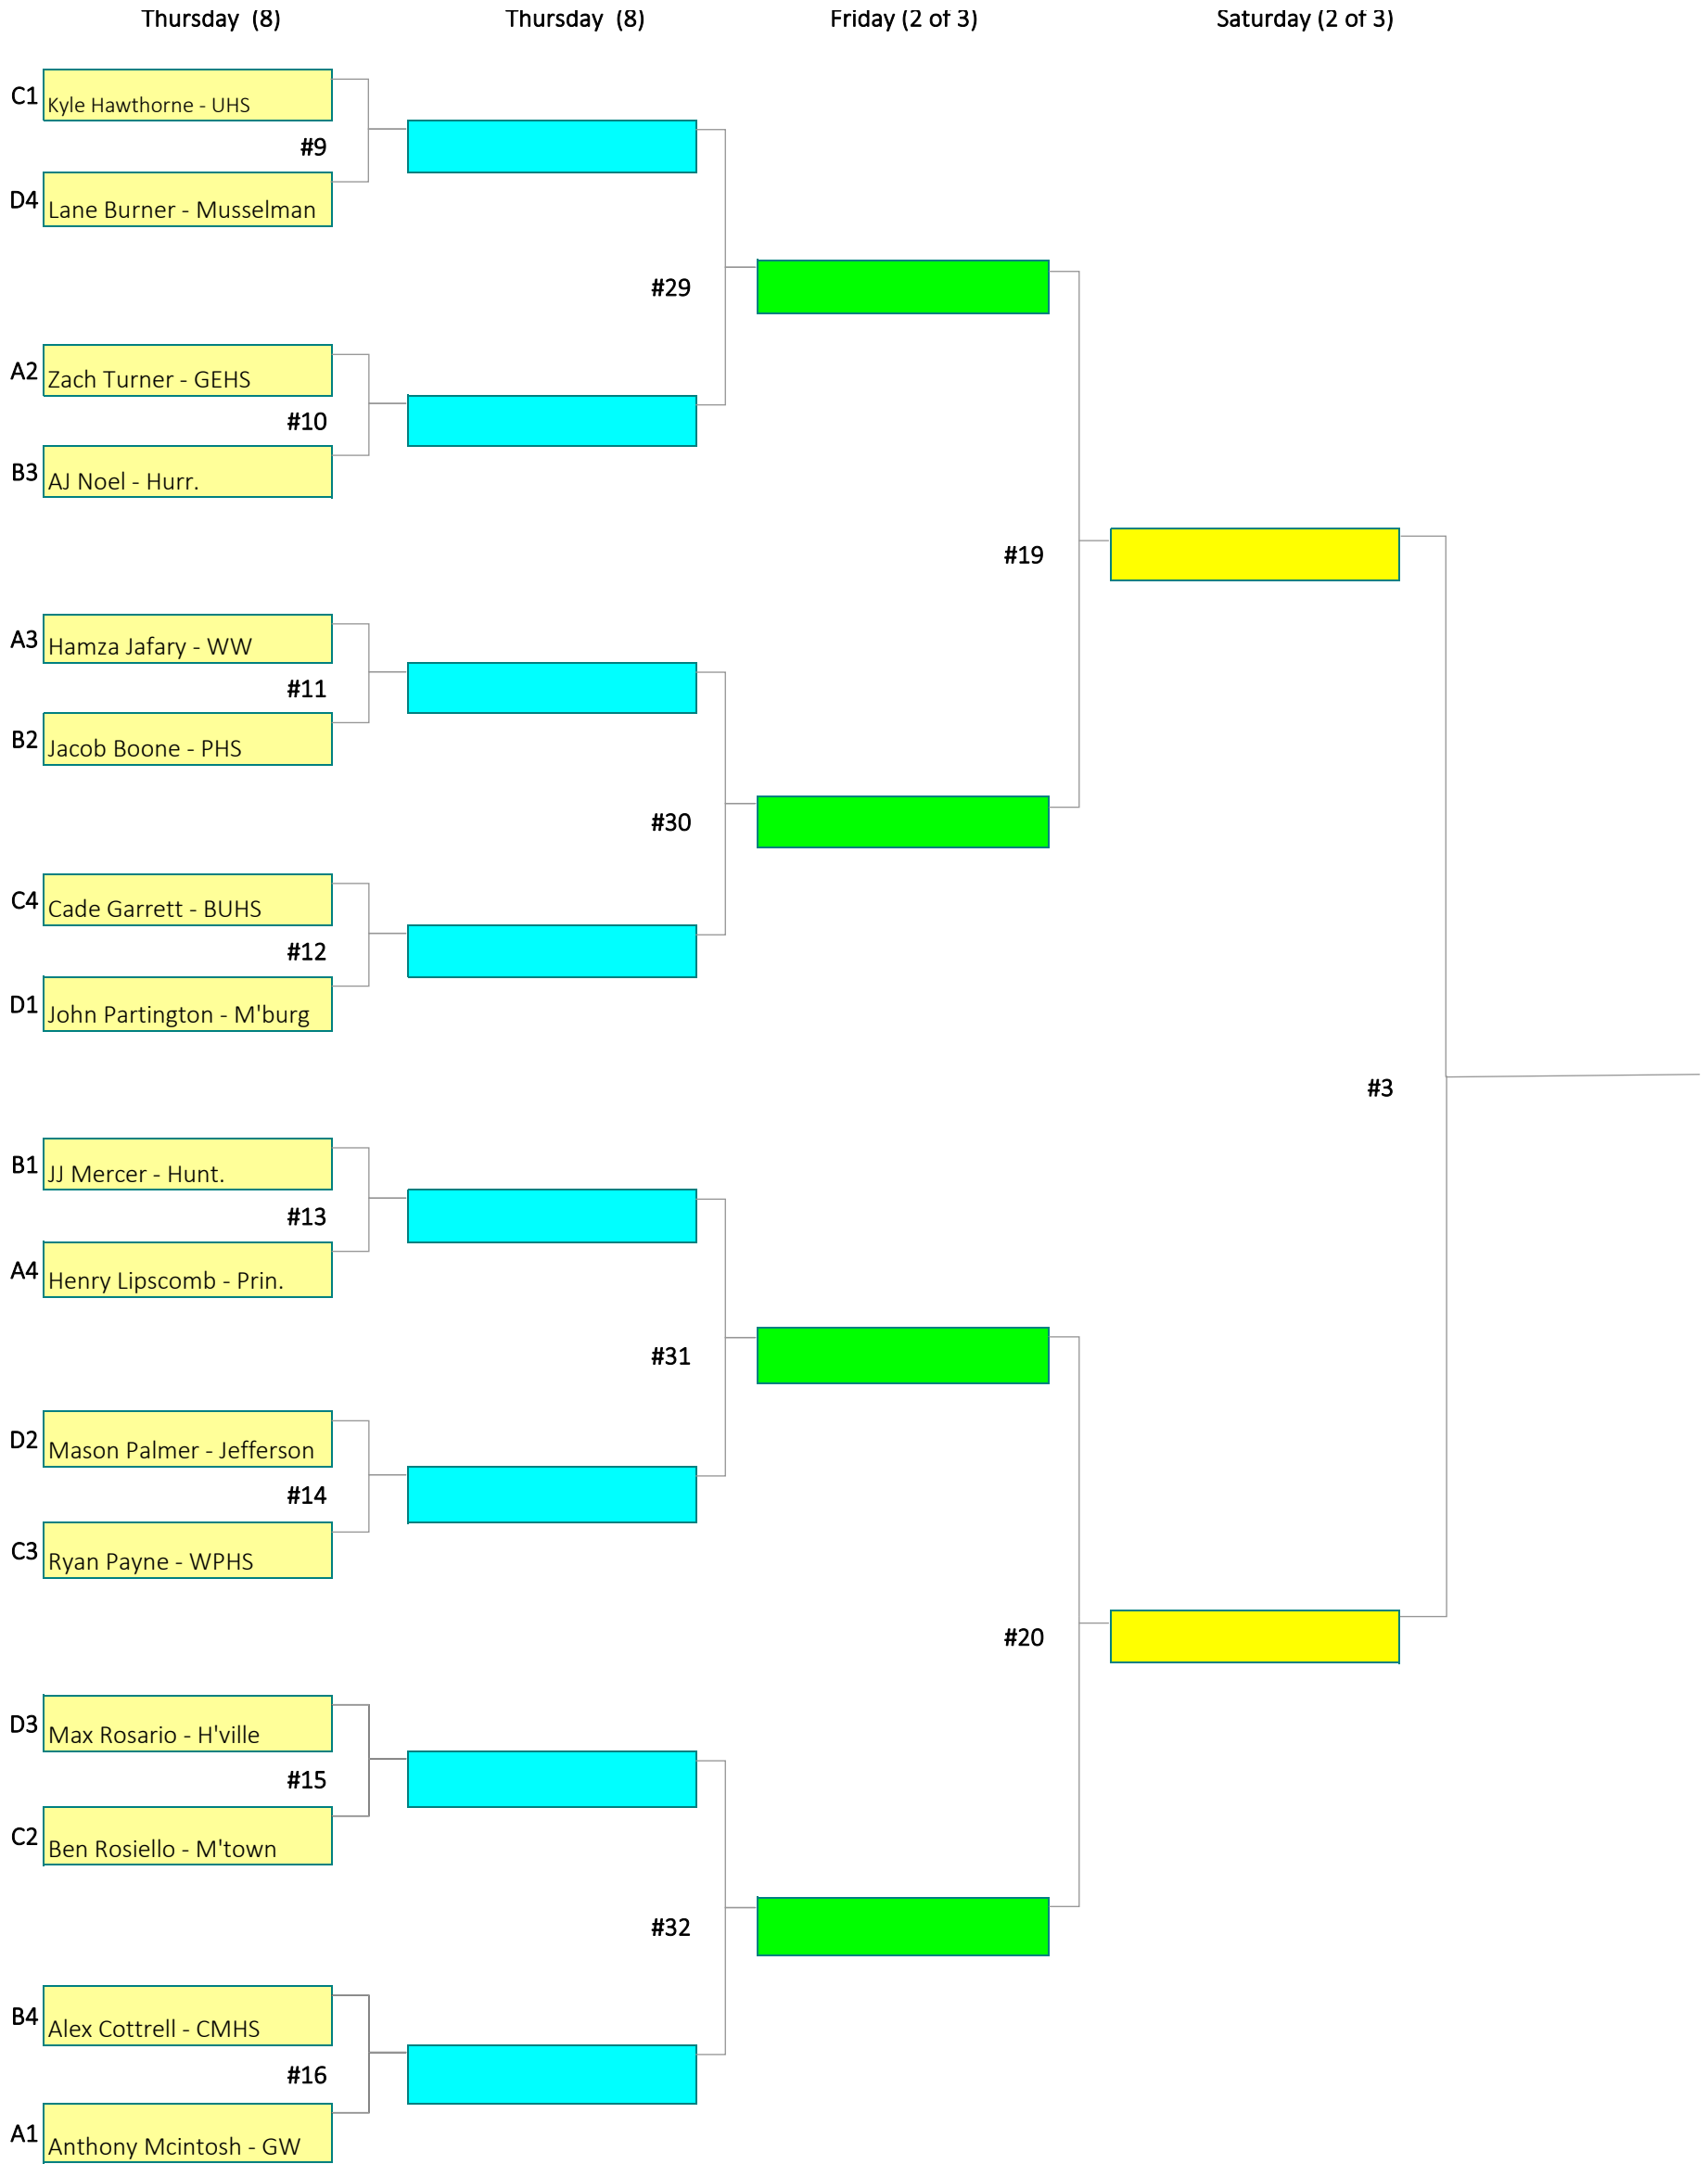 Thursday  (8)
Thursday  (8)
Friday (2 of 3)
Saturday (2 of 3)
C1
Kyle Hawthorne - UHS
#9
D4
Lane Burner - Musselman
#29
A2
Zach Turner - GEHS
#10
B3
AJ Noel - Hurr.
#19
A3
Hamza Jafary - WW
#11
B2
Jacob Boone - PHS
#30
C4
Cade Garrett - BUHS
#12
D1
John Partington - M'burg
#3
B1
JJ Mercer - Hunt.
#13
A4
Henry Lipscomb - Prin.
#31
D2
Mason Palmer - Jefferson
#14
C3
Ryan Payne - WPHS
#20
D3
Max Rosario - H'ville
#15
C2
Ben Rosiello - M'town
#32
B4
Alex Cottrell - CMHS
#16
A1
Anthony Mcintosh - GW